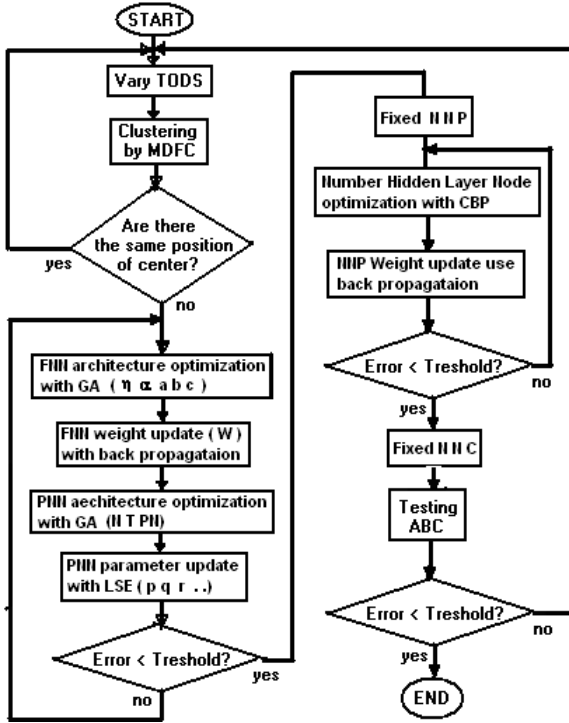 START
Vary TODS
Clustering
by MDFC
Are there
the same position
of center?
yes
no
FNN architecture optimization
with GA ( η α a b c )
FNN weight update ( W )
with back propagataion
PNN aechitecture optimization
with GA (N T PN)
PNN parameter update
with LSE ( p q r . . )
Error < Treshold?
yes
no
Fixed N N P
Number Hidden Layer Node
optimization with CBP
NNP Weight update use
back propagataion
Error < Treshold?
no
yes
Fixed N N C
Testing
ABC
Error < Treshold?
no
yes
END